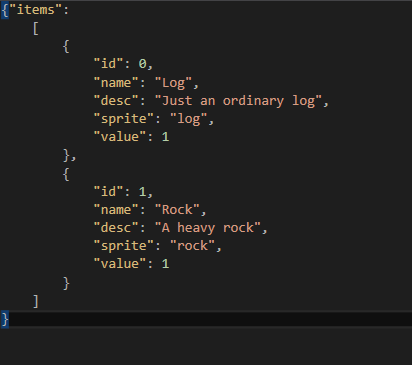 {"items":
    [
        {
            "id": 0,
            "name": "Log",
            "desc": "Just an ordinary log",
            "sprite": "log",
            "value": 1
        },
        {
            "id": 1,
            "name": "Rock",
            "desc": "A heavy rock",
            "sprite": "rock",
            "value": 1
        }
    ]
}